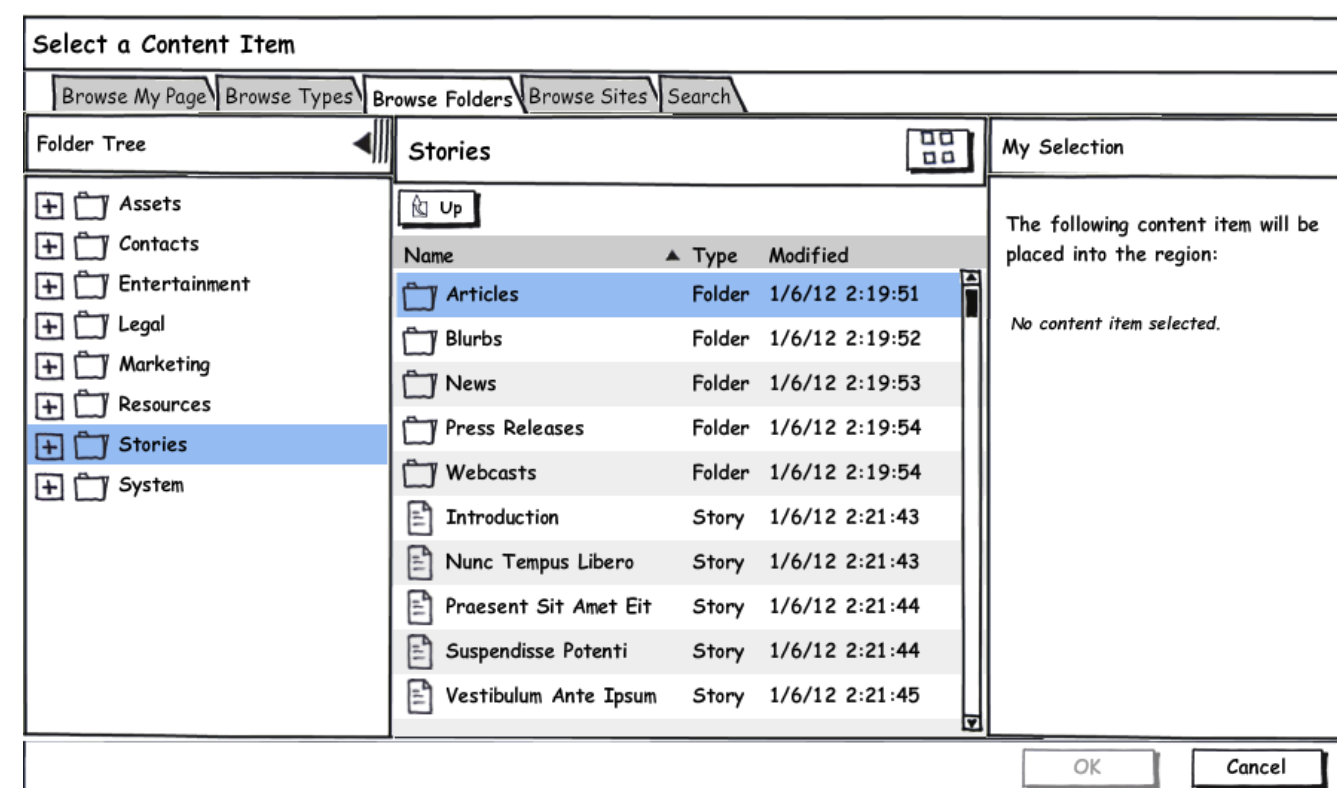 Select a Content Item
Browse My Page Browse Types Browse Folders Browse Sites Search
Folder Tree
Assets
Contacts
Entertainment
Legal
Marketing
Resources
Stories
System
Stories
Up
Name Type Modified
Articles Folder 1/6/12 2:19:51
Blurbs Folder 1/6/12 2:19:52
News Folder 1/6/12 2:19:53
Press Releases Folder 1/6/12 2:19:54
Webcasts Folder 1/6/12 2:19:54
Introduction Story 1/6/12 2:21:43
Nunc Tempus Libero Story 1/6/12 2:21:43
Praesent Sit Amet Eit Story 1/6/12 2:21:44
Suspendisse Potenti Story 1/6/12 2:21:44
Vestibulum Ante Ipsum Story 1/6/12 2:21:45
My Selection
The following content item will be
placed into the region:
No content item selected.
OK Cancel